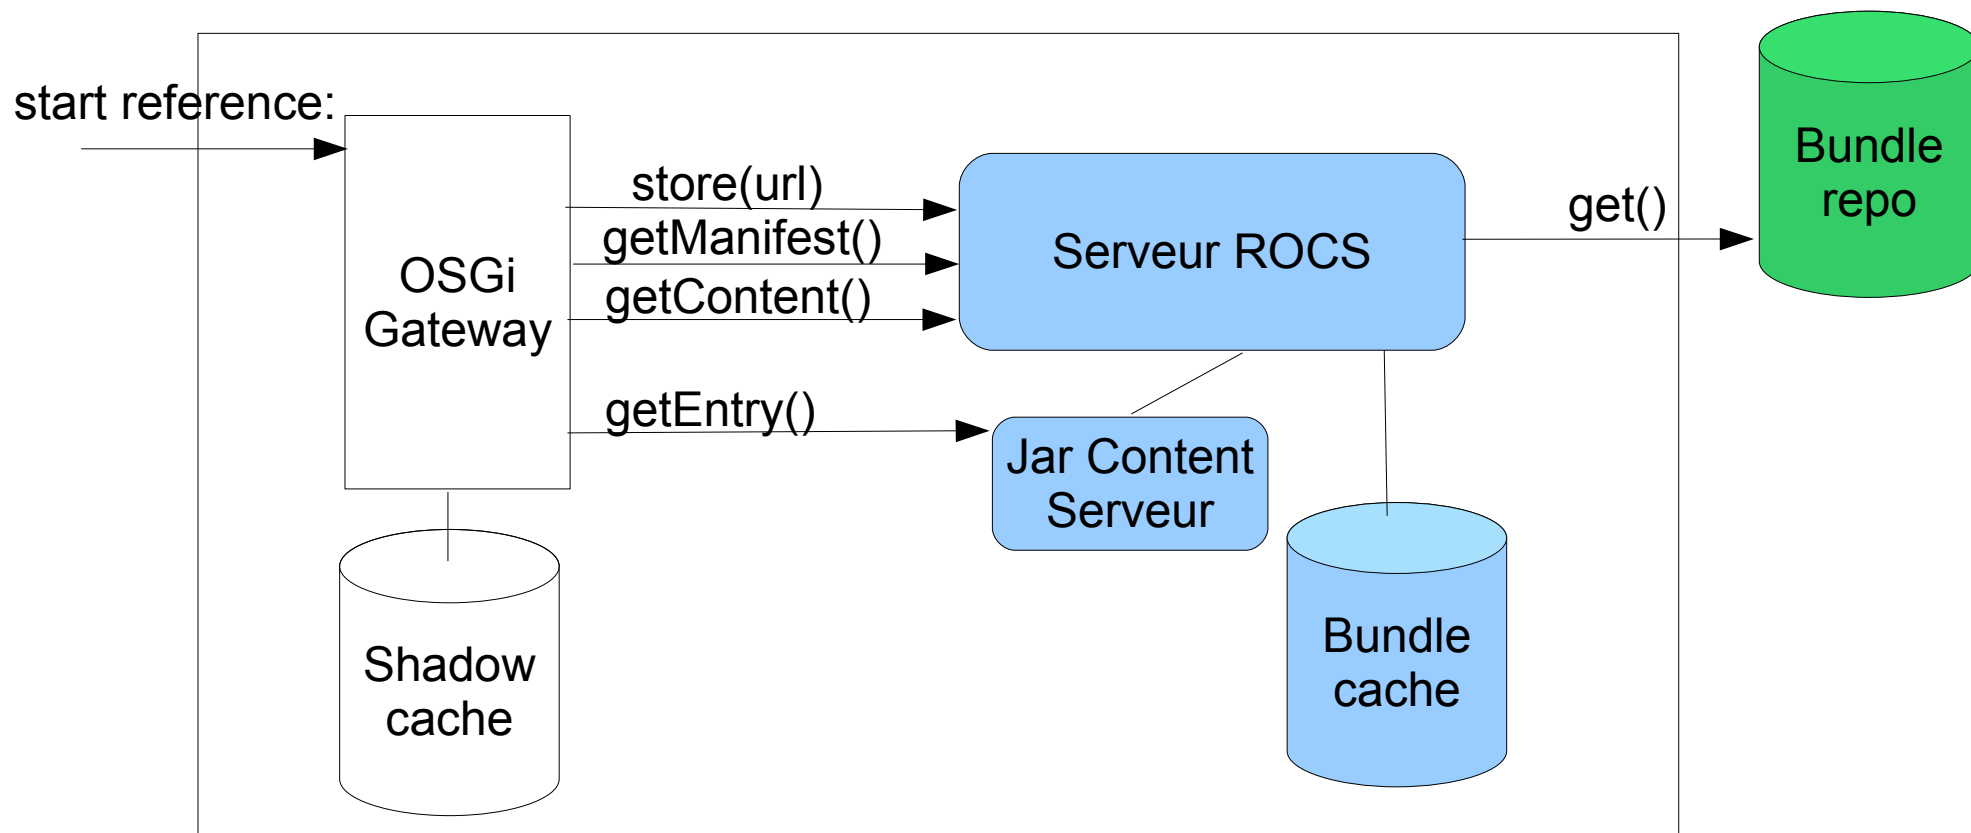 start reference:
OSGi
Gateway
store(url)
getManifest()
getContent()
getEntry()
Serveur ROCS
get()
Bundle
repo
Jar Content
Serveur
Shadow
cache
Bundle
cache